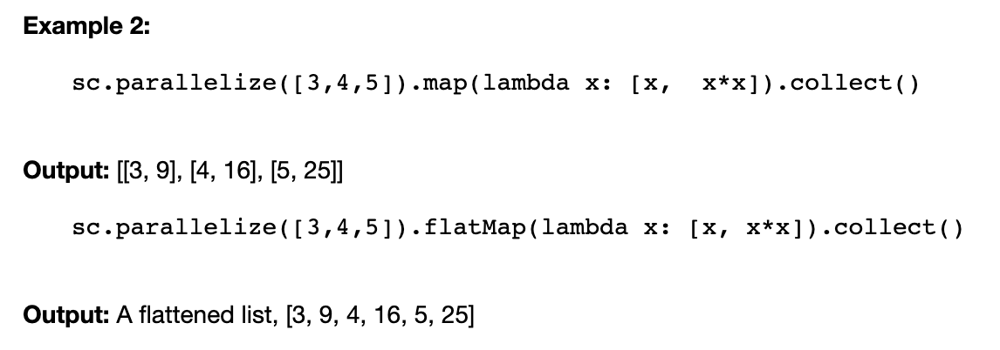 Example 2:
sc.parallelize([3,4,5]).map(lambda x: [x,  x*x]).collect()
Output: [[3, 9], [4, 16], [5, 25]]
sc.parallelize([3,4,5]).flatMap(lambda x: [x, x*x]).collect()
Output: A flattened list, [3, 9, 4, 16, 5, 25]